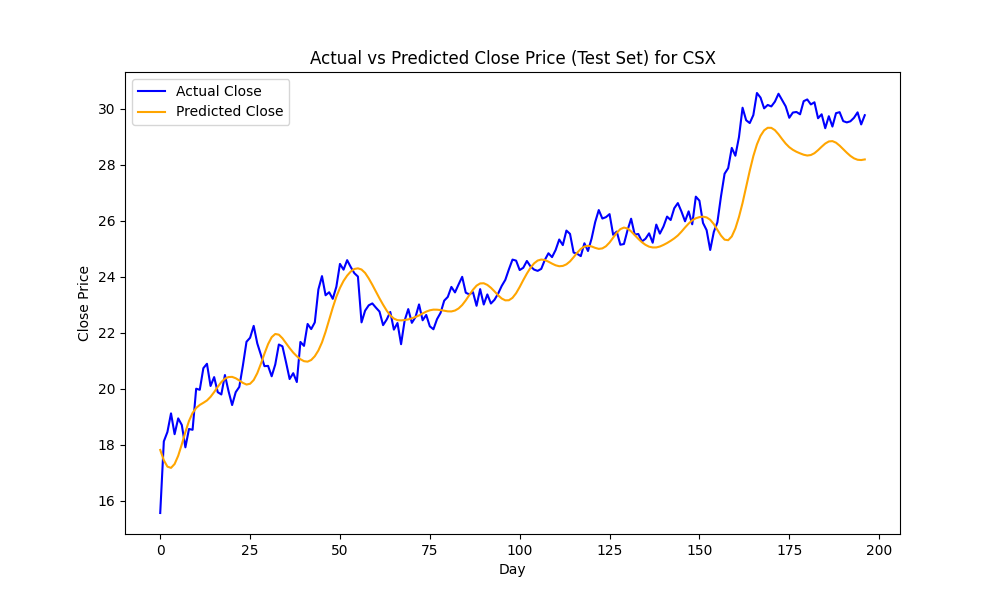 Actual vs Predicted Close Price (Test Set) for CSX
Actual Close
Predicted Close
Close Price
30
28
26
24
22
20
18
16
0 25 50 75 100 125 150 175 200
Day